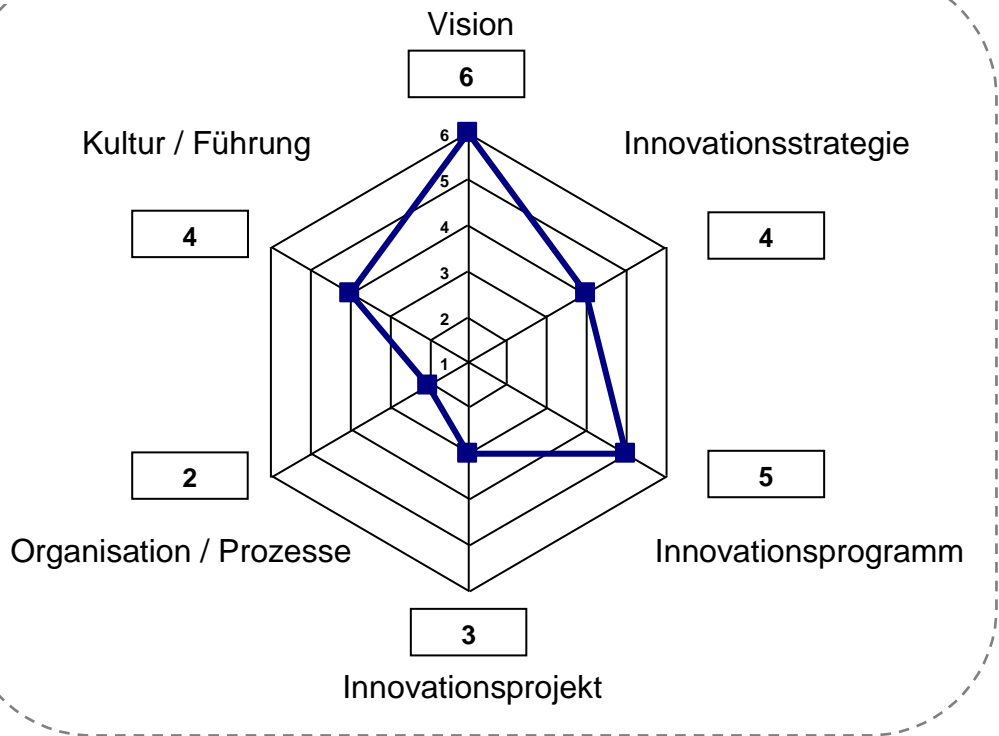 Vision
6
Kultur / Führung
Innovationsstrategie
4
4
6
5
4
3
2
1
2
5
Organisation / Prozesse
Innovationsprogramm
3
Innovationsprojekt